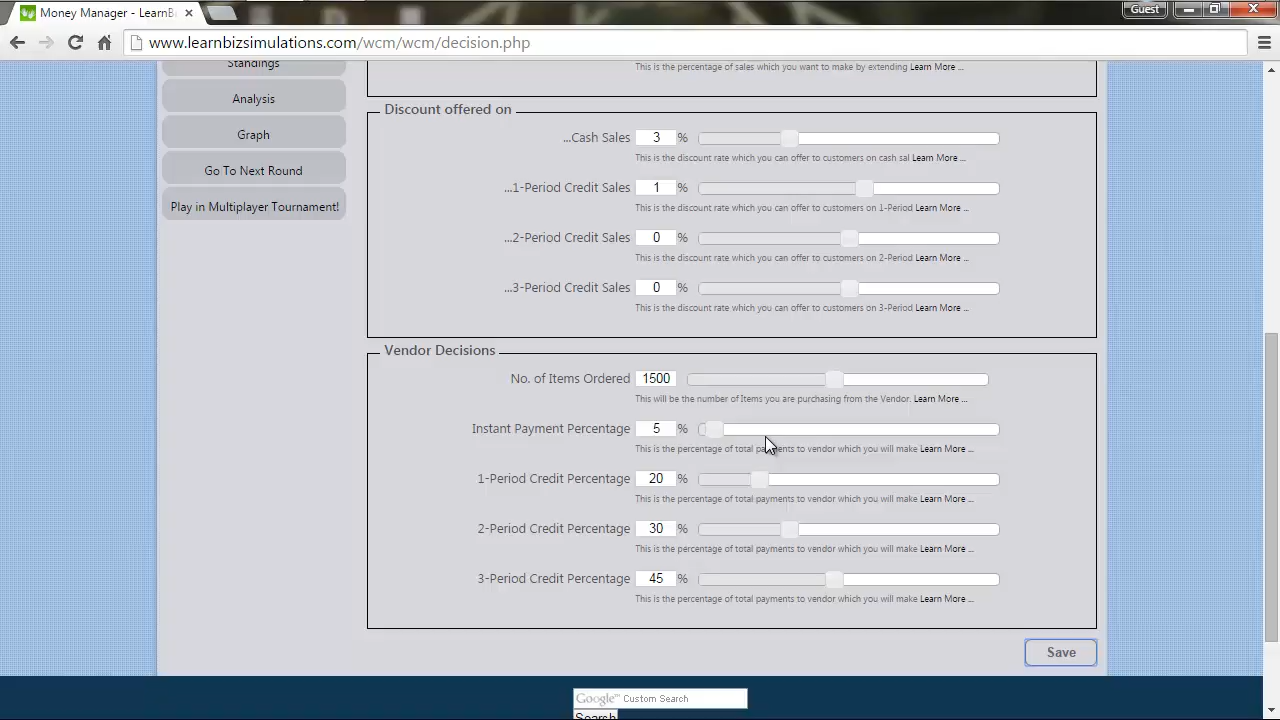 Money Manager - LearnB
Guest
www.learnbizsimulations.com/wcm/wcm/decision.php
Standings
This is the percentage of sales which you want to make by extending Learn More ...
Analysis
Graph
Go To Next Round
Play in Multiplayer Tournament!
Discount offered on
...Cash Sales 3 %
This is the discount rate which you can offer to customers on cash sal Learn More ...
...1-Period Credit Sales 1 %
This is the discount rate which you can offer to customers on 1-Period Learn More ...
...2-Period Credit Sales 0 %
This is the discount rate which you can offer to customers on 2-Period Learn More ...
...3-Period Credit Sales 0 %
This is the discount rate which you can offer to customers on 3-Period Learn More ...
Vendor Decisions
No. of Items Ordered 1500
This will be the number of Items you are purchasing from the Vendor. Learn More ...
Instant Payment Percentage 5 %
This is the percentage of total payments to vendor which you will make Learn More ...
1-Period Credit Percentage 20 %
This is the percentage of total payments to vendor which you will make Learn More ...
2-Period Credit Percentage 30 %
This is the percentage of total payments to vendor which you will make Learn More ...
3-Period Credit Percentage 45 %
This is the percentage of total payments to vendor which you will make Learn More ...
Save
Google™ Custom Search
Search